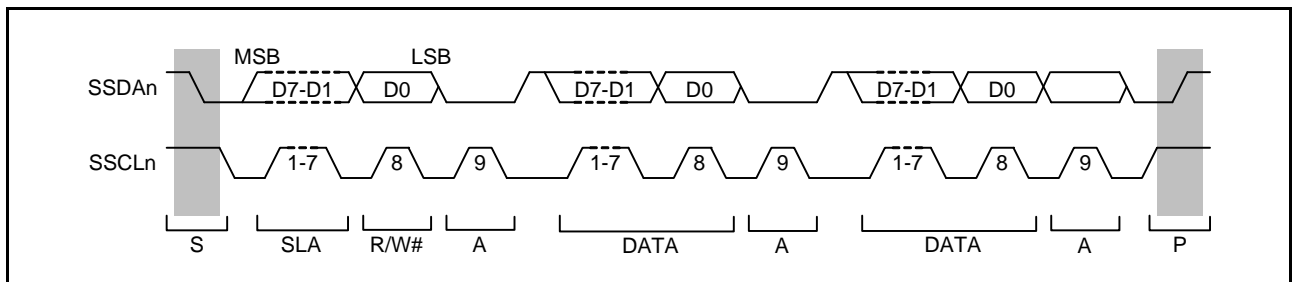 MSB LSB
SSDAn D7-D1 D0 D7-D1 D0 D7-D1 D0
SSCLn 1-7 8 9 1-7 8 9 1-7 8 9
S SLA R/W# A DATA A DATA A P